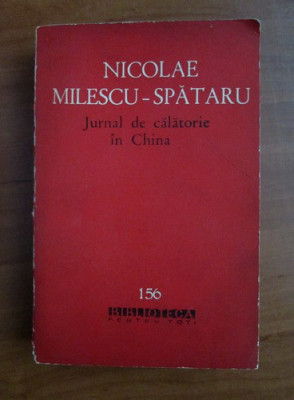 NICOLAE
MILESCU-SPĂTARU
Jurnal de călătorie
în China
156
BIBLIOTECA
PENTRU TOȚI